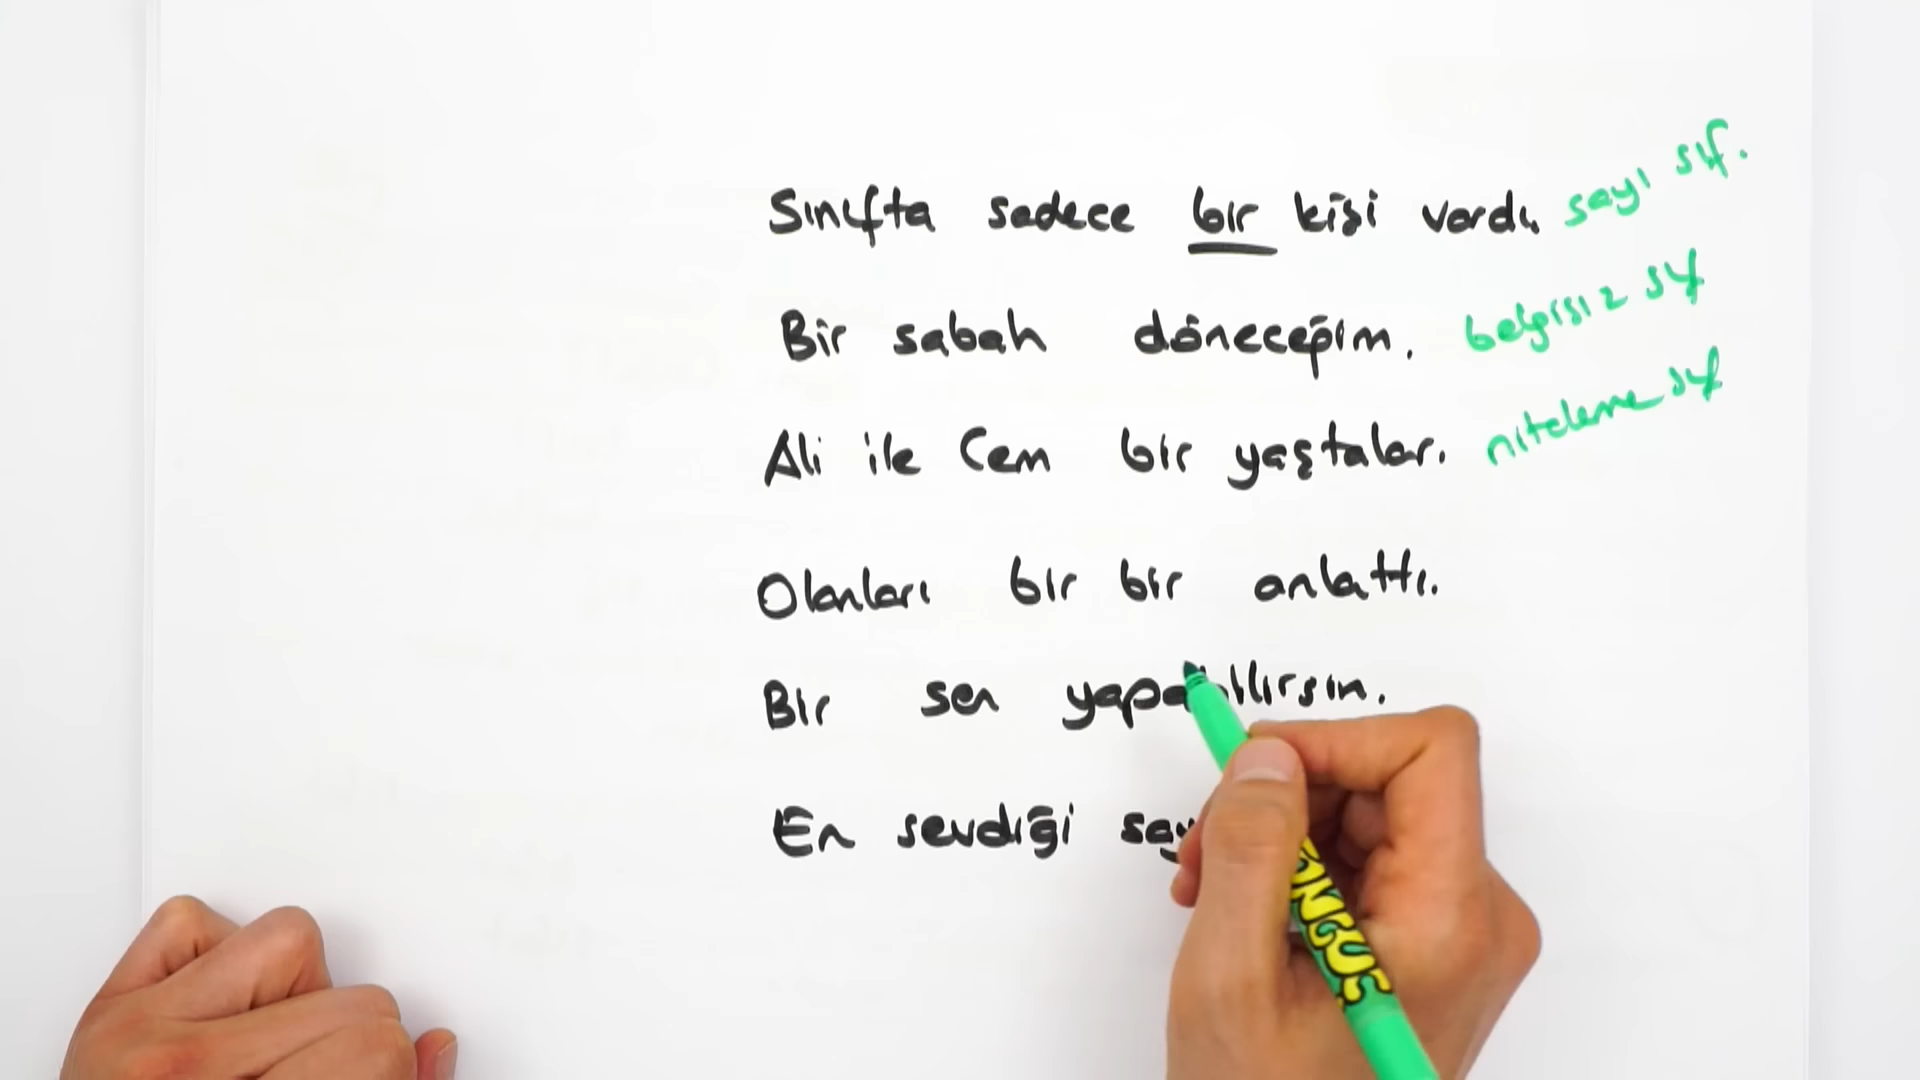 Sınıfta sadece bir kişi vardı, sayı sıf.
Bir sabah döneceğim. belgisiz sıf
Ali ile Cem bir yaştalar. niteleme sıf
Olanları bir bir anlattı.
Bir sen yapabilirsin.
En sevdiği say